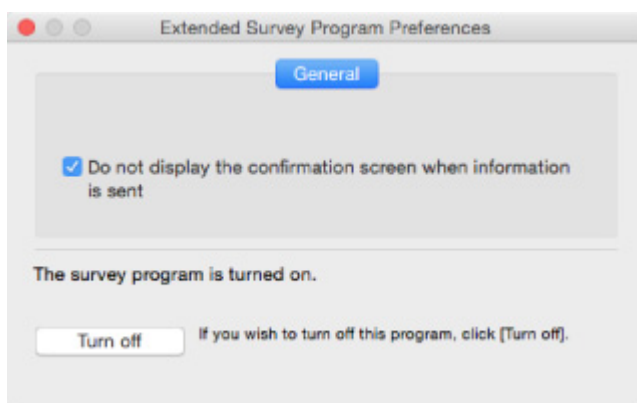 Extended Survey Program Preferences
General
Do not display the confirmation screen when information
is sent
The survey program is turned on.
Turn off
If you wish to turn off this program, click [Turn off].